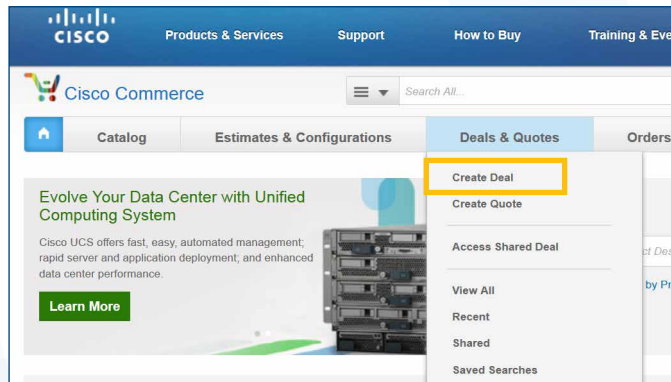 CISCO
Products & Services
Support
How to Buy
Training & Eve
Cisco Commerce
Search All...
Catalog
Estimates & Configurations
Deals & Quotes
Orders
Create Deal
Create Quote
Access Shared Deal
View All
Recent
Shared
Saved Searches
Evolve Your Data Center with Unified
Computing System
Cisco UCS offers fast, easy, automated management;
rapid server and application deployment; and enhanced
data center performance.
Learn More
ct Des
by Pr